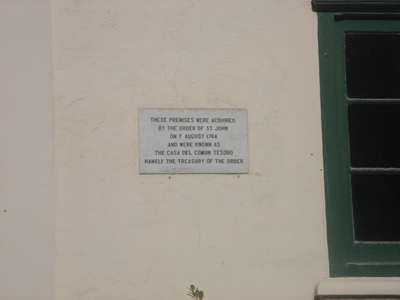 THESE PREMISES WERE ACQUIRED
BY THE ORDER OF ST. JOHN
ON 7 AUGUST 1764
AND WERE KNOWN AS
THE CASA DEL COMUN TESORO
NAMELY THE TREASURY OF THE ORDER